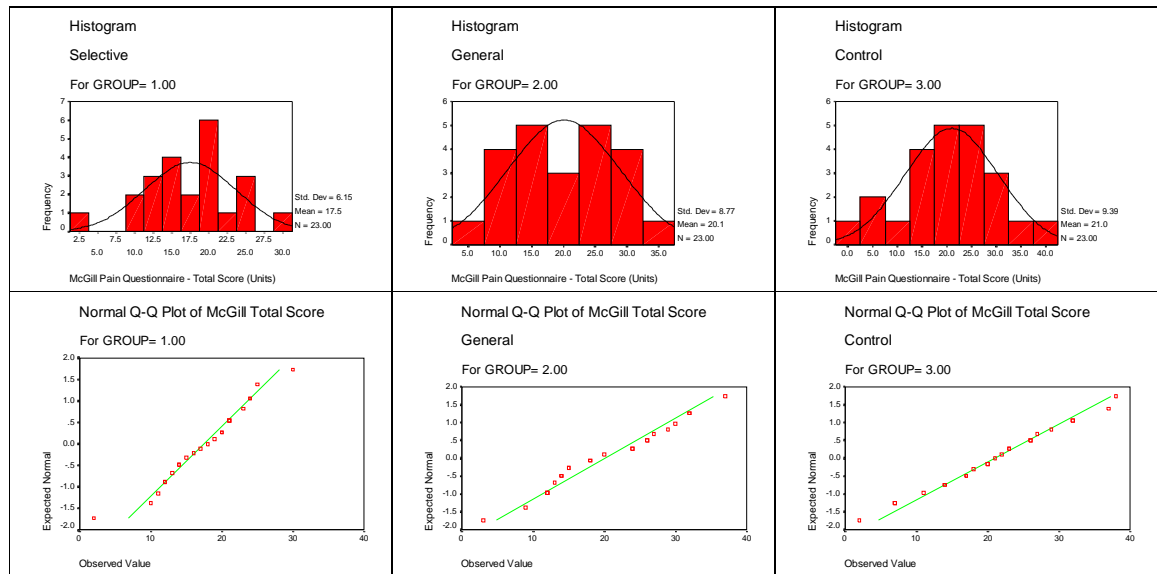 Histogram
Selective
For GROUP= 1.00
7
6
5
4
3
2
1
0
Frequency
2.5
5.0
7.5
10.0
12.5
15.0
17.5
20.0
22.5
25.0
27.5
30.0
Std. Dev = 6.15
Mean = 17.5
N = 23.00
McGill Pain Questionnaire - Total Score (Units)
Histogram
General
For GROUP= 2.00
6
5
4
3
2
1
0
Frequency
5.0
10.0
15.0
20.0
25.0
30.0
35.0
Std. Dev = 8.77
Mean = 20.1
N = 23.00
McGill Pain Questionnaire - Total Score (Units)
Histogram
Control
For GROUP= 3.00
6
5
4
3
2
1
0
Frequency
0.0
5.0
10.0
15.0
20.0
25.0
30.0
35.0
40.0
Std. Dev = 9.39
Mean = 21.0
N = 23.00
McGill Pain Questionnaire - Total Score (Units)
Normal Q-Q Plot of McGill Total Score
For GROUP= 1.00
2.0
1.5
1.0
.5
0.0
-.5
-1.0
-1.5
-2.0
Expected Normal
0
10
20
30
40
Observed Value
Normal Q-Q Plot of McGill Total Score
General
For GROUP= 2.00
2.0
1.5
1.0
.5
0.0
-.5
-1.0
-1.5
-2.0
Expected Normal
0
10
20
30
40
Observed Value
Normal Q-Q Plot of McGill Total Score
Control
For GROUP= 3.00
2.0
1.5
1.0
.5
0.0
-.5
-1.0
-1.5
-2.0
Expected Normal
0
10
20
30
40
Observed Value